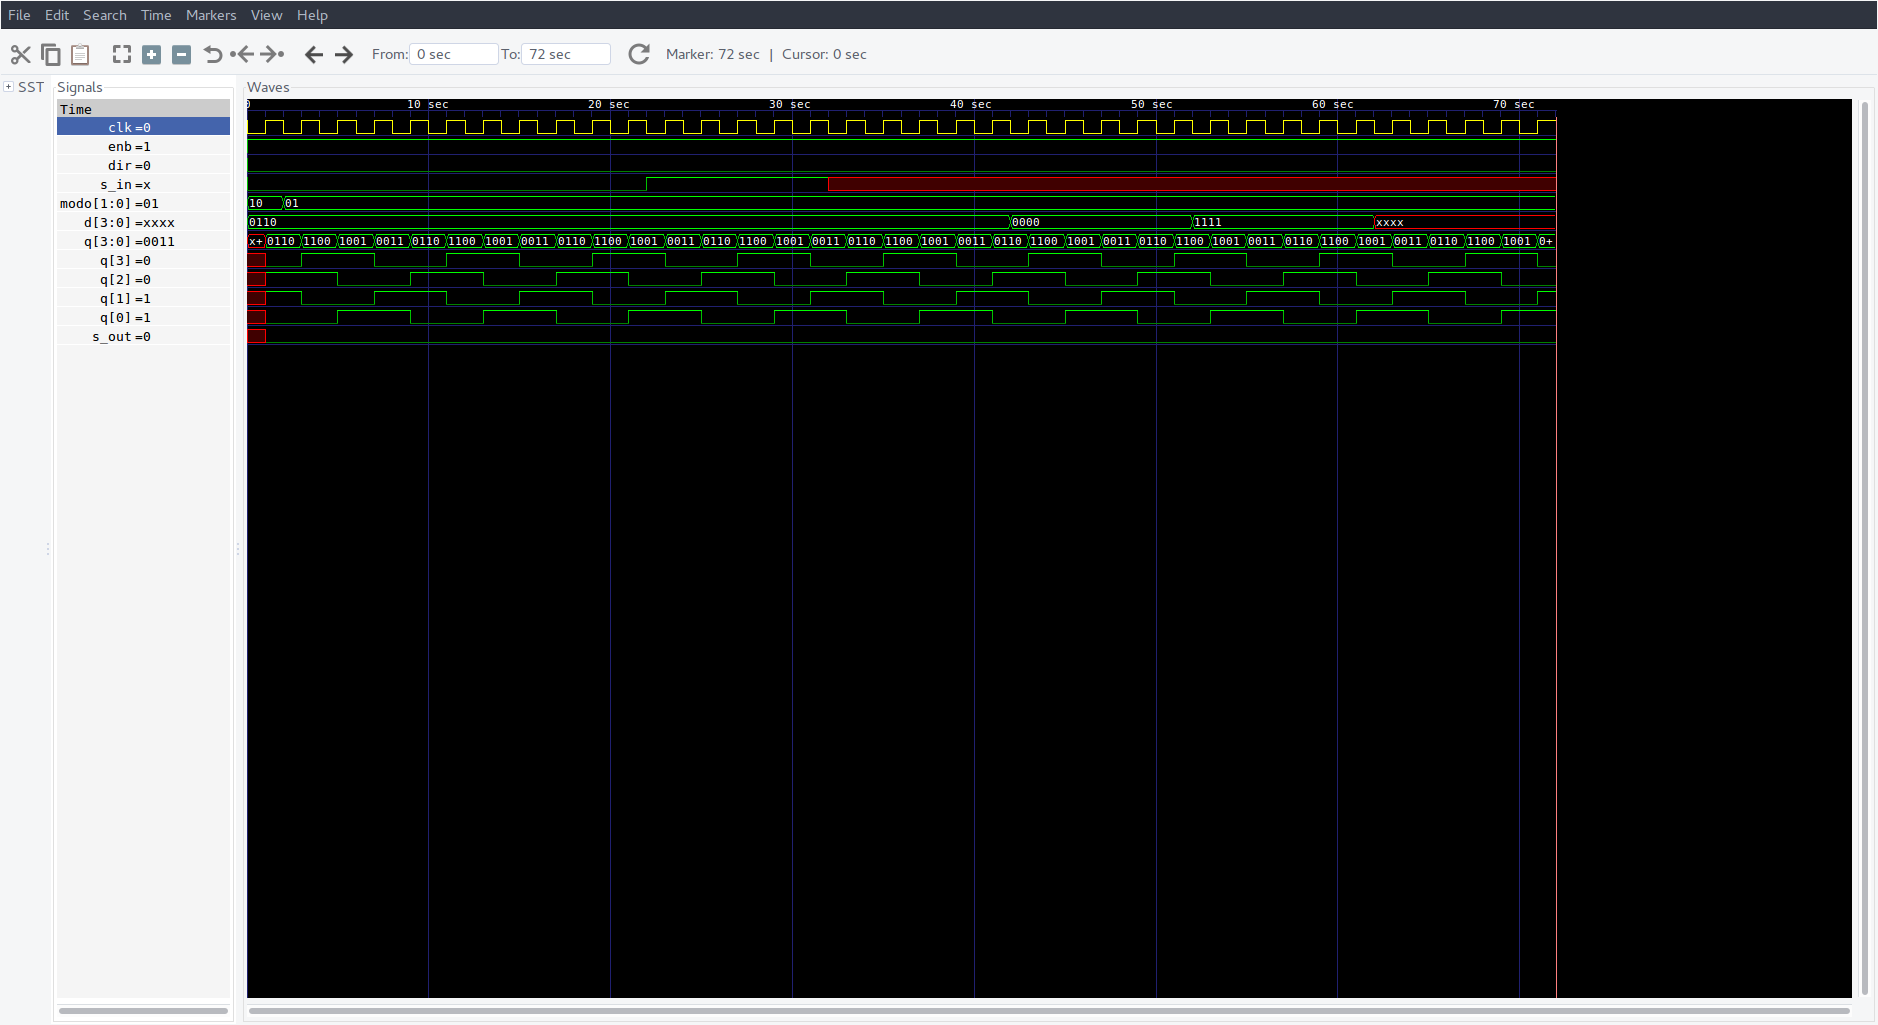 File Edit Search Time Markers View Help
From: 0 sec To: 72 sec Marker: 72 sec | Cursor: 0 sec
SST Signals Waves
Time 0 10 sec 20 sec 30 sec 40 sec 50 sec 60 sec 70 sec
clk=0
enb=1
dir=0
s_in=x
modo[1:0]=01 10 01
d[3:0]=xxxx 0110 0000 1111 xxxx
q[3:0]=0011 x+ 0110 1100 1001 0011 0110 1100 1001 0011 0110 1100 1001 0011 0110 1100 1001 0011 0110 1100 1001 0011 0110 1100 1001 0011 0110 1100 1001 0011 0110 1100 1001 0011 0110 1100 1001 0+
q[3]=0
q[2]=0
q[1]=1
q[0]=1
s_out=0